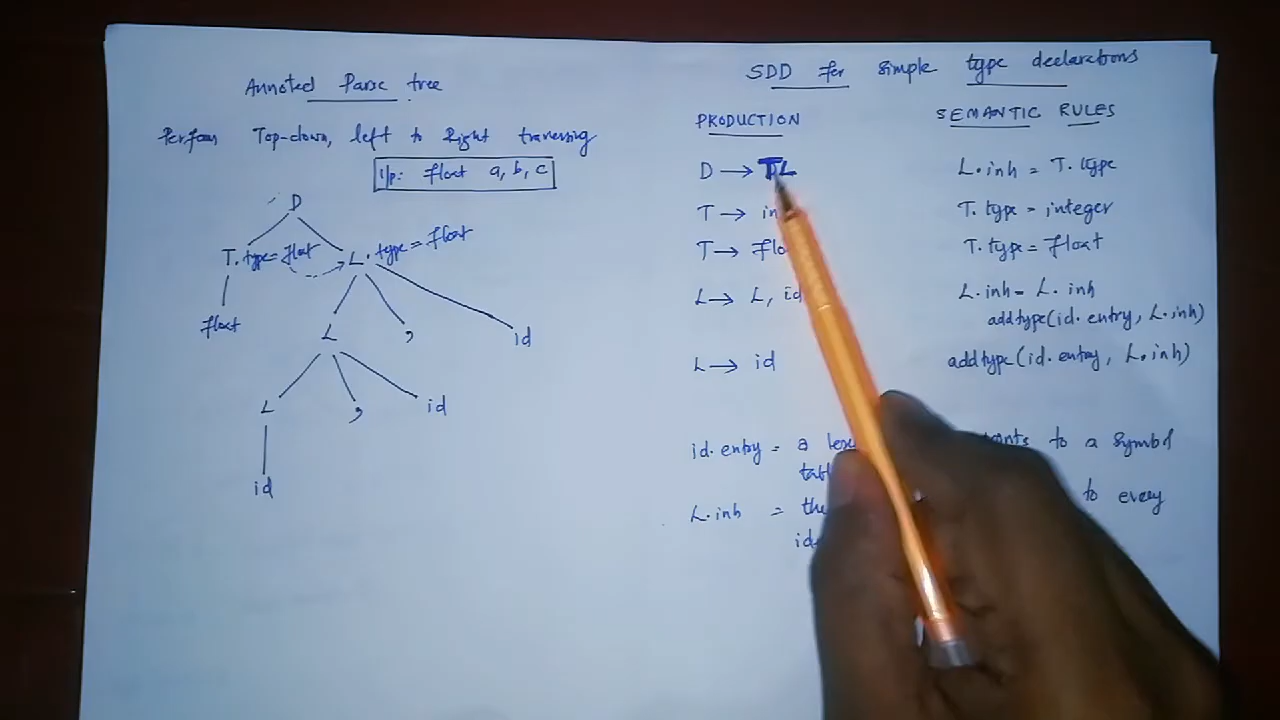 Annoted Parse tree
Perform Top-down, left to Right traversing
i/p: float a, b, c
D
T. type = float L. type = float
float L , id
L , id
id
SDD for simple type declarations
PRODUCTION SEMANTIC RULES
D → TL L.inh = T. type
T → in T. type = integer
T → flo T. type = float
L → L, id L.inh = L. inh
addtype(id. entry, L.inh)
L → id addtype(id. entry, L.inh)
id. entry = a lex to a symbol
tab
L.inh = the to every
id